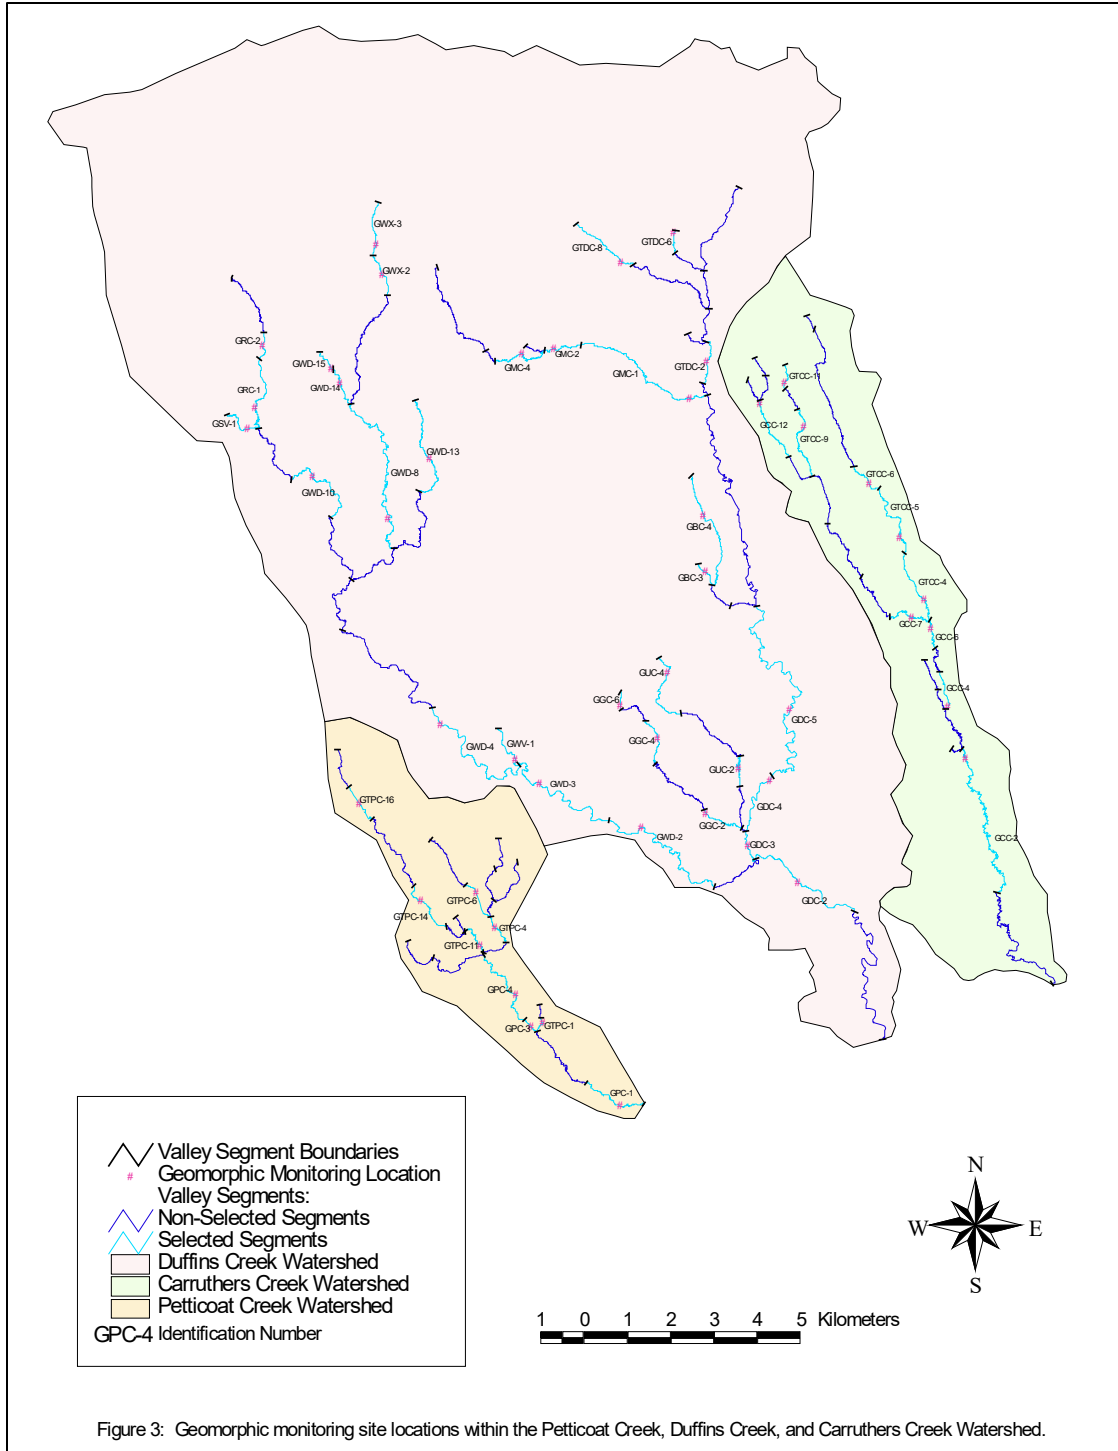 GWX-3
GTDC-8
GTDC-6
GWX-2
GRC-2
GMC-2
GWD-15
GMC-4
GMC-1
GTDC-2
GTCC-11
GWD-14
GRC-1
GSV-1
GCC-12
GTCC-9
GWD-13
GWD-8
GTCC-6
GWD-10
GTCC-5
GBC-4
GBC-3
GTCC-4
GCC-7
GCC-6
GUC-4
GCC-4
GGC-6
GDC-5
GGC-4
GWD-4
GWV-1
GUC-2
GWD-3
GTPC-16
GDC-4
GGC-2
GWD-2
GCC-2
GDC-3
GTPC-6
GDC-2
GTPC-14
GTPC-4
GTPC-11
GPC-4
GPC-3
GTPC-1
GPC-1
Valley Segment Boundaries
# Geomorphic Monitoring Location
Valley Segments:
Non-Selected Segments
Selected Segments
Duffins Creek Watershed
Carruthers Creek Watershed
Petticoat Creek Watershed
GPC-4 Identification Number
N
W E
S
1 0 1 2 3 4 5 Kilometers
Figure 3: Geomorphic monitoring site locations within the Petticoat Creek, Duffins Creek, and Carruthers Creek Watershed.